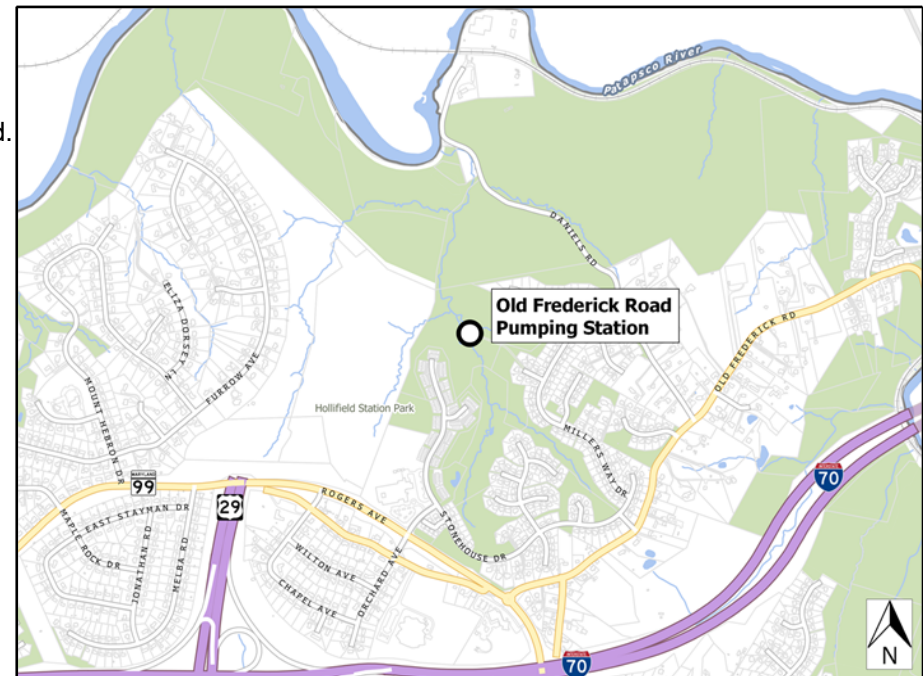 d.
Patapsco River
DANIELS RD
Old Frederick Road
Pumping Station
OLD FREDERICK RD
ELIZA DORSEY LN
FURROW AVE
MOUNT HEBRON DR
Hollifield Station Park
MILLERS WAY DR
MARYLAND
99
29
ROGERS AVE
70
EAST STAYMAN DR
MAPLE ROCK DR
JONATHAN RD
MELBA RD
STONEHOUSE DR
WILTON AVE
CHAPEL AVE
ORCHARD AVE
70
N